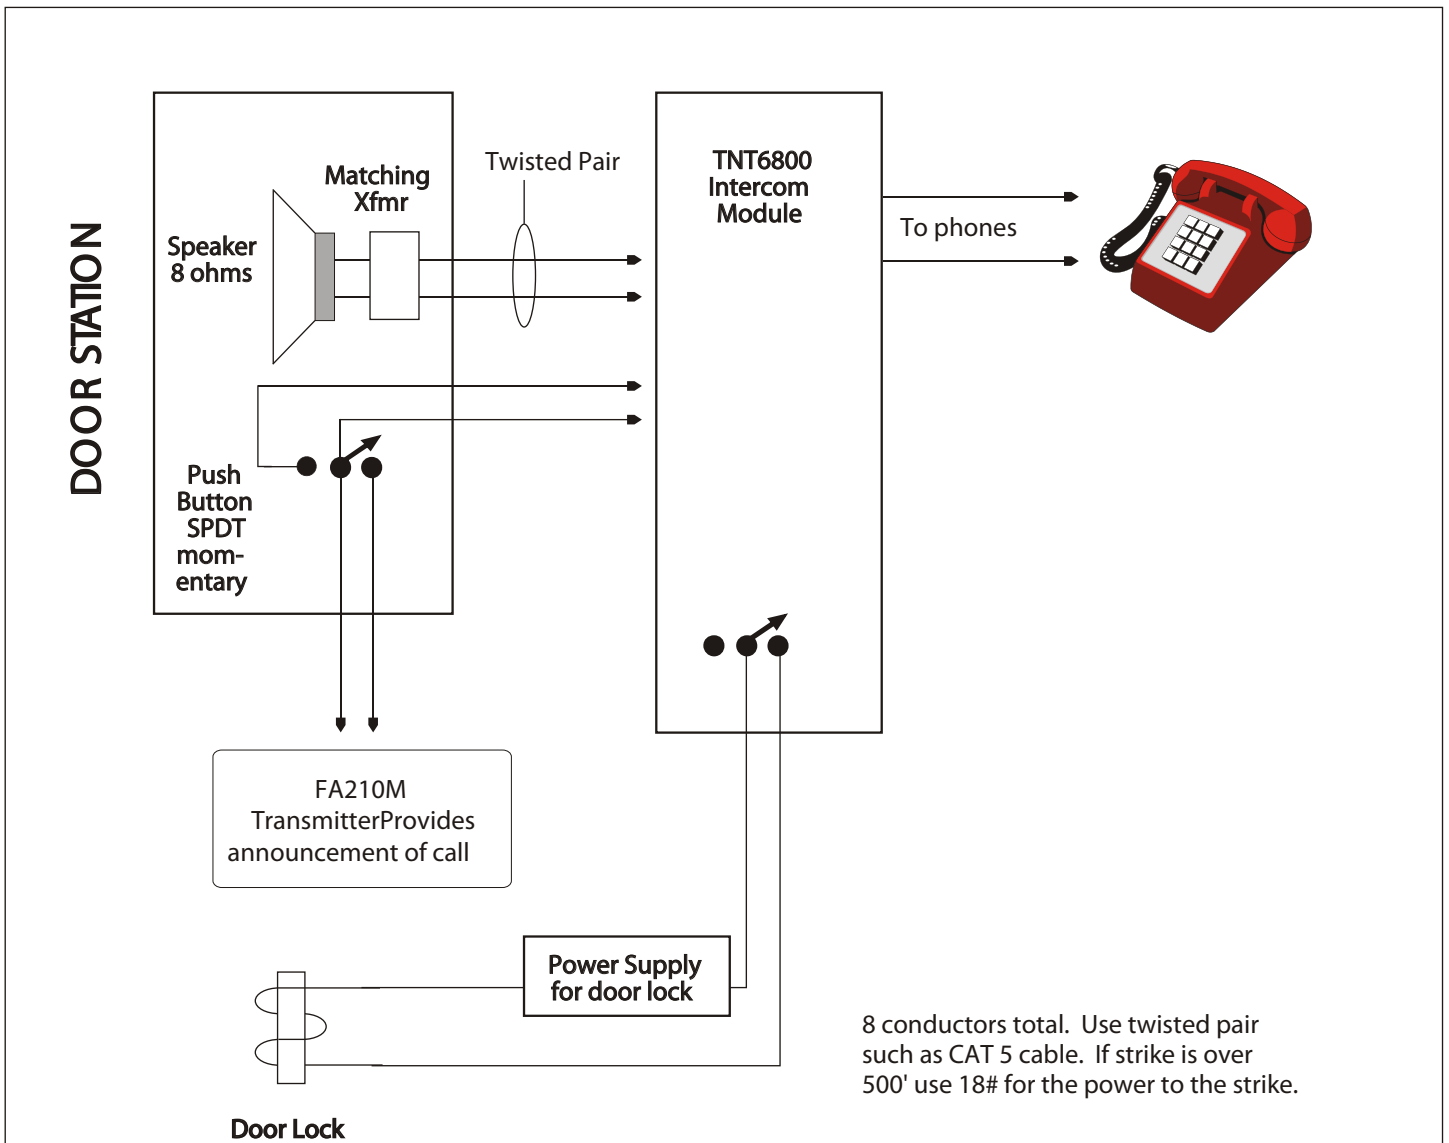 DOOR STATION
Speaker
8 ohms
Matching
Xfmr
Twisted Pair
TNT6800
Intercom
Module
To phones
Push
Button
SPDT
mom-
entary
FA210M
TransmitterProvides
announcement of call
Power Supply
for door lock
Door Lock
8 conductors total. Use twisted pair
such as CAT 5 cable. If strike is over
500' use 18# for the power to the strike.